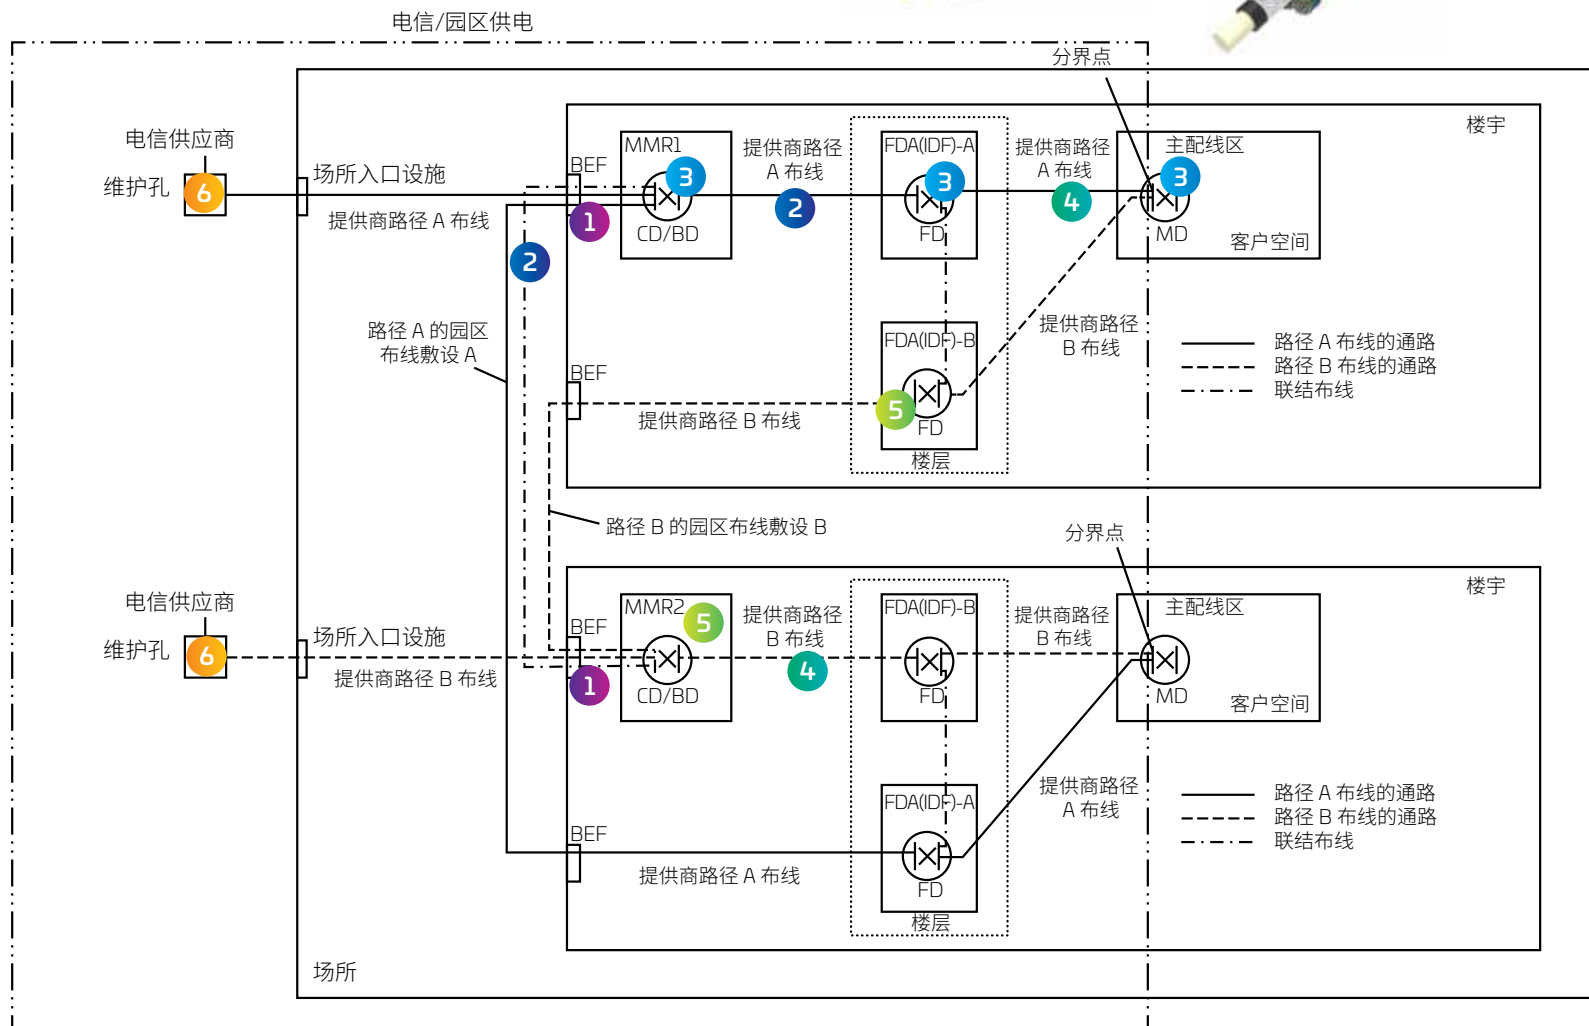 电信/园区供电
分界点
楼宇
电信供应商
维护孔
6
场所入口设施
提供商路径 A 布线
BEF
1
2
MMR1
3
CD/BD
提供商路径
A 布线
2
FDA(IDF)-A
3
FD
提供商路径
A 布线
4
主配线区
3
MD
客户空间
路径 A 的园区
布线敷设 A
BEF
提供商路径 B 布线
FDA(IDF)-B
5
FD
楼层
提供商路径
B 布线
路径 A 布线的通路
路径 B 布线的通路
联结布线
路径 B 的园区布线敷设 B
分界点
楼宇
电信供应商
维护孔
6
场所入口设施
提供商路径 B 布线
BEF
1
MMR2
5
CD/BD
提供商路径
B 布线
4
FDA(IDF)-B
FD
提供商路径
B 布线
主配线区
MD
客户空间
BEF
提供商路径 A 布线
FDA(IDF)-A
FD
楼层
提供商路径
A 布线
路径 A 布线的通路
路径 B 布线的通路
联结布线
场所